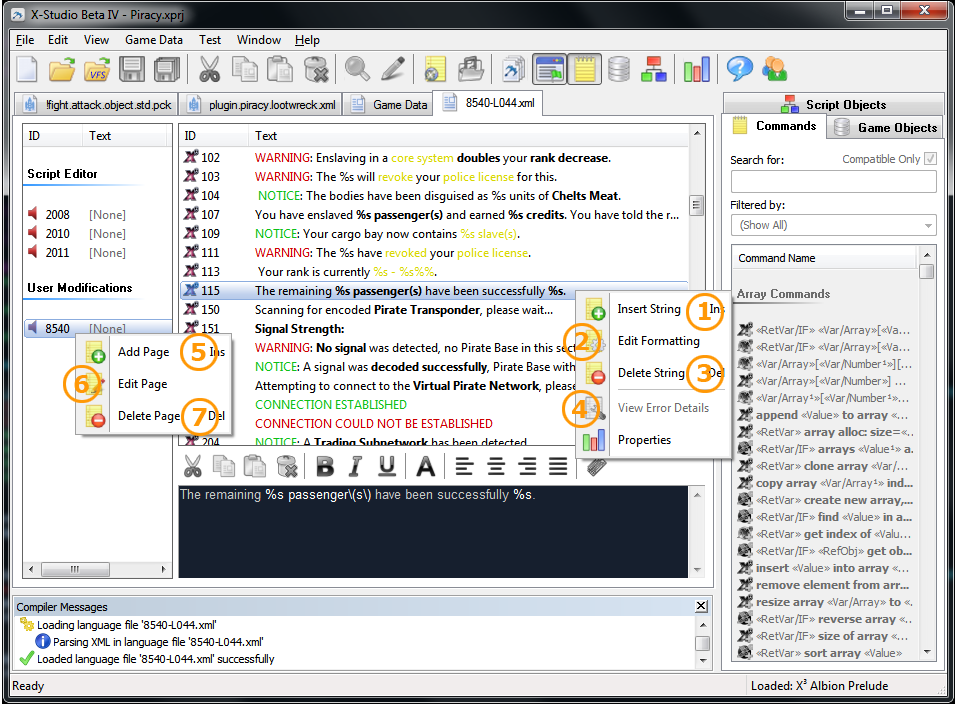 X-Studio Beta IV - Piracy.xprj
File Edit View Game Data Test Window Help
VFS
!fight.attack.object.std.pck plugin.piracy.lootwreck.xml Game Data 8540-L044.xml
ID Text
Script Editor
2008 [None]
2010 [None]
2011 [None]
User Modifications
8540 [None]
5 Add Page Ins
6 Edit Page
7 Delete Page Del
ID Text
102 WARNING: Enslaving in a core system doubles your rank decrease.
103 WARNING: The %s will revoke your police license for this.
104 NOTICE: The bodies have been disguised as %s units of Chelts Meat.
107 You have enslaved %s passenger(s) and earned %s credits. You have told the r...
109 NOTICE: Your cargo bay now contains %s slave(s).
111 WARNING: The %s have revoked your police license.
113 Your rank is currently %s - %s%%.
115 The remaining %s passenger(s) have been successfully %s.
150 Scanning for encoded Pirate Transponder, please wait...
151 Signal Strength:
WARNING: No signal was detected, no Pirate Base in this sect
NOTICE: A signal was decoded successfully, Pirate Base with
Attempting to connect to the Virtual Pirate Network, please
CONNECTION ESTABLISHED
CONNECTION COULD NOT BE ESTABLISHED
204 NOTICE: A Trading Subnetwork has been detected
1 Insert String Ins
2 Edit Formatting
3 Delete String Del
4 View Error Details
Properties
B I U A
The remaining %s passenger\(s\) have been successfully %s.
Script Objects
Commands Game Objects
Search for: Compatible Only
Filtered by:
(Show All)
Command Name
Array Commands
«RetVar/IF» «Var/Array»[«Va...
«RetVar/IF» «Var/Array»[«Va...
«Var/Array»[«Var/Number¹»][...
«Var/Array»[«Var/Number»] ...
«Var/Array¹»[«Var/Number¹»...
append «Value» to array «...
«RetVar» array alloc: size=«..
«RetVar/IF» arrays «Value¹» a.
«RetVar» clone array «Var/...
copy array «Var/Array¹» ind...
«RetVar» create new array,...
«RetVar/IF» find «Value» in a...
«RetVar» get index of «Valu...
«RetVar/IF» «RefObj» get ob...
insert «Value» into array «...
remove element from arr...
resize array «Var/Array» to «.
«RetVar/IF» reverse array «...
«RetVar/IF» size of array «...
«RetVar» sort array «Value»
Compiler Messages
Loading language file '8540-L044.xml'
Parsing XML in language file '8540-L044.xml'
Loaded language file '8540-L044.xml' successfully
Ready Loaded: X³ Albion Prelude